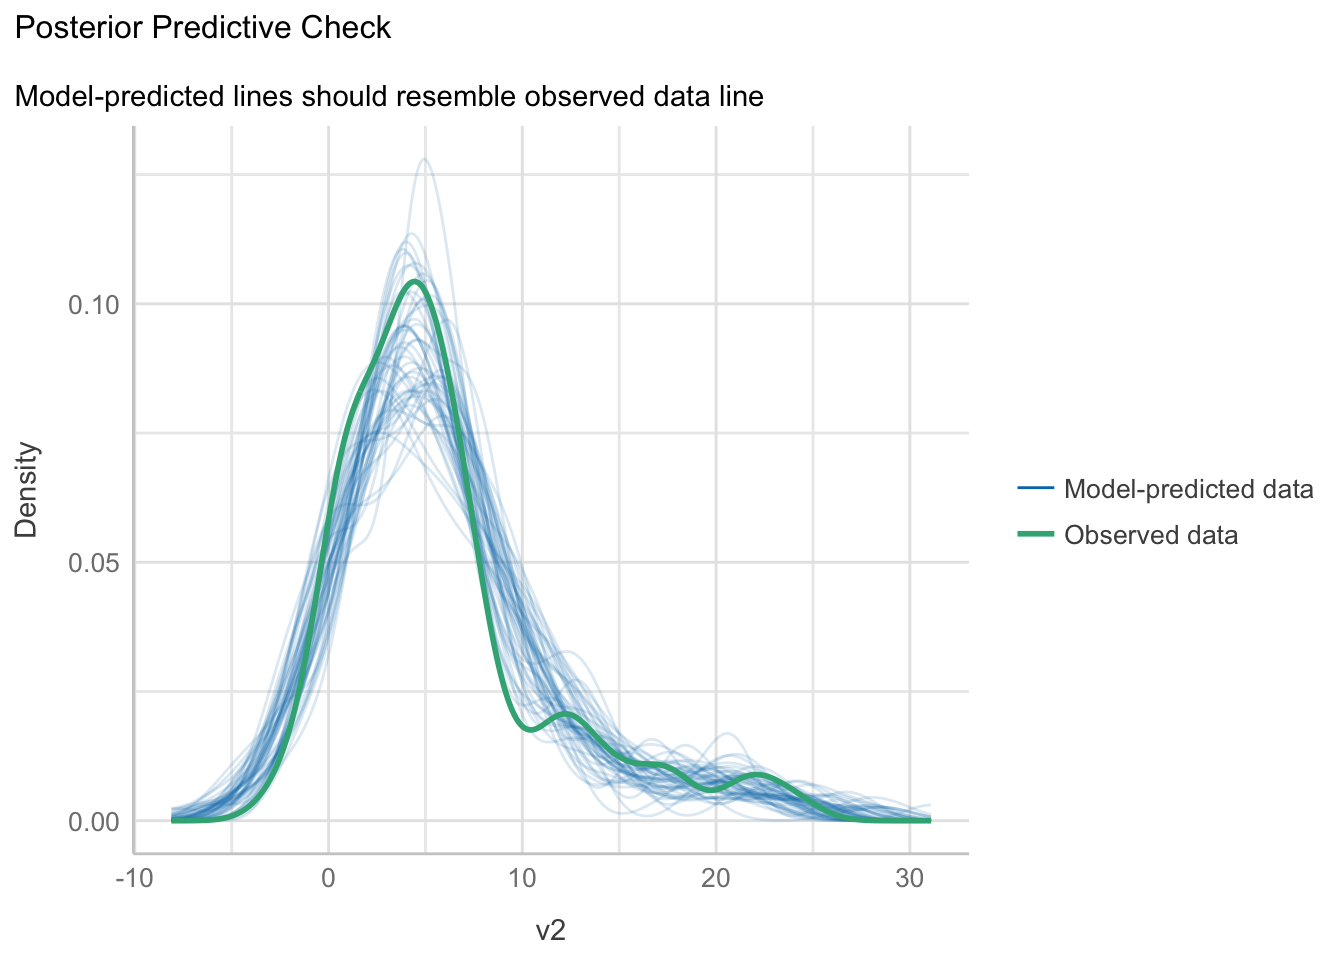 Posterior Predictive Check
Model-predicted lines should resemble observed data line
Density
0.10
0.05
0.00
-10
0
10
20
30
v2
Model-predicted data
Observed data